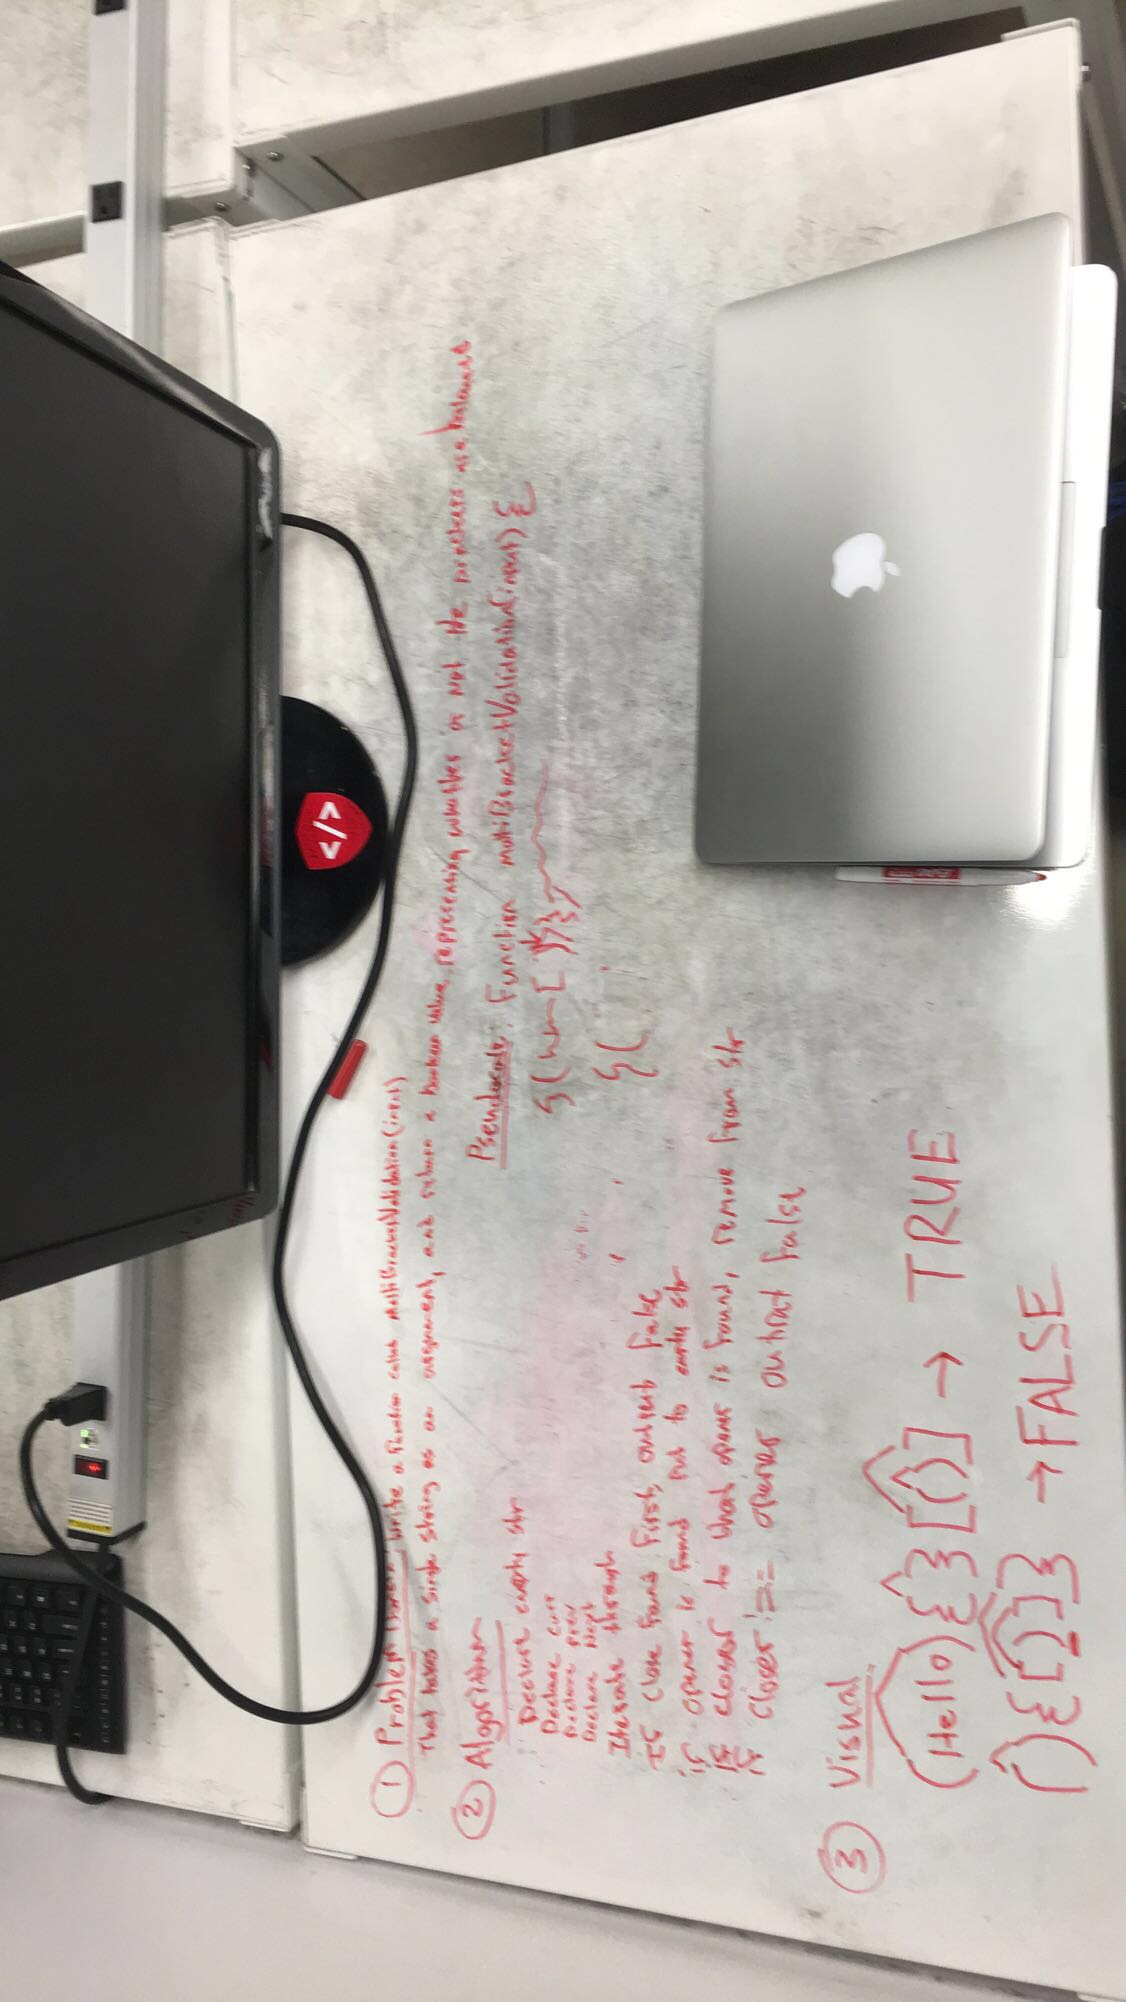 ① Problem Domain: Write a function called multiBracketValidation(input)
That takes a single string as an argument, and return a boolean value representing whether or not the brackets are balanced
② Algorithm
Declare empty str
Declare curr
Declare Prev
Declare Next
Iterate through
If close found first, output false
if opener is found put to empty str
If closer to that opener is found, remove from str
If closer != opener output false
Pseudocode: Function multiBracketValidation(input) {
{(
③ Visual
(Hello){}[()] → TRUE
→ FALSE
</>